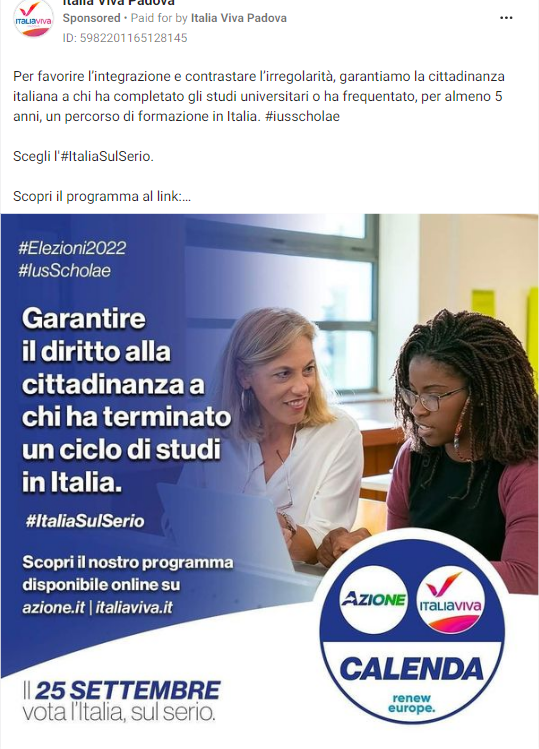 Italia Viva Padova
Sponsored • Paid for by Italia Viva Padova
ID: 5982201165128145
Per favorire l'integrazione e contrastare l'irregolarità, garantiamo la cittadinanza
italiana a chi ha completato gli studi universitari o ha frequentato, per almeno 5
anni, un percorso di formazione in Italia. #iusscholae
Scegli l'#ItaliaSulSerio.
Scopri il programma al link:...
#Elezioni2022
#IusScholae
Garantire
il diritto alla
cittadinanza a
chi ha terminato
un ciclo di studi
in Italia.
#ItaliaSulSerio
Scopri il nostro programma
disponibile online su
azione.it | italiaviva.it
Il 25 SETTEMBRE
vota l'Italia, sul serio.
AZIONE
ITALIAVIVA
CALENDA
renew
europe.
ITALIAVIVA